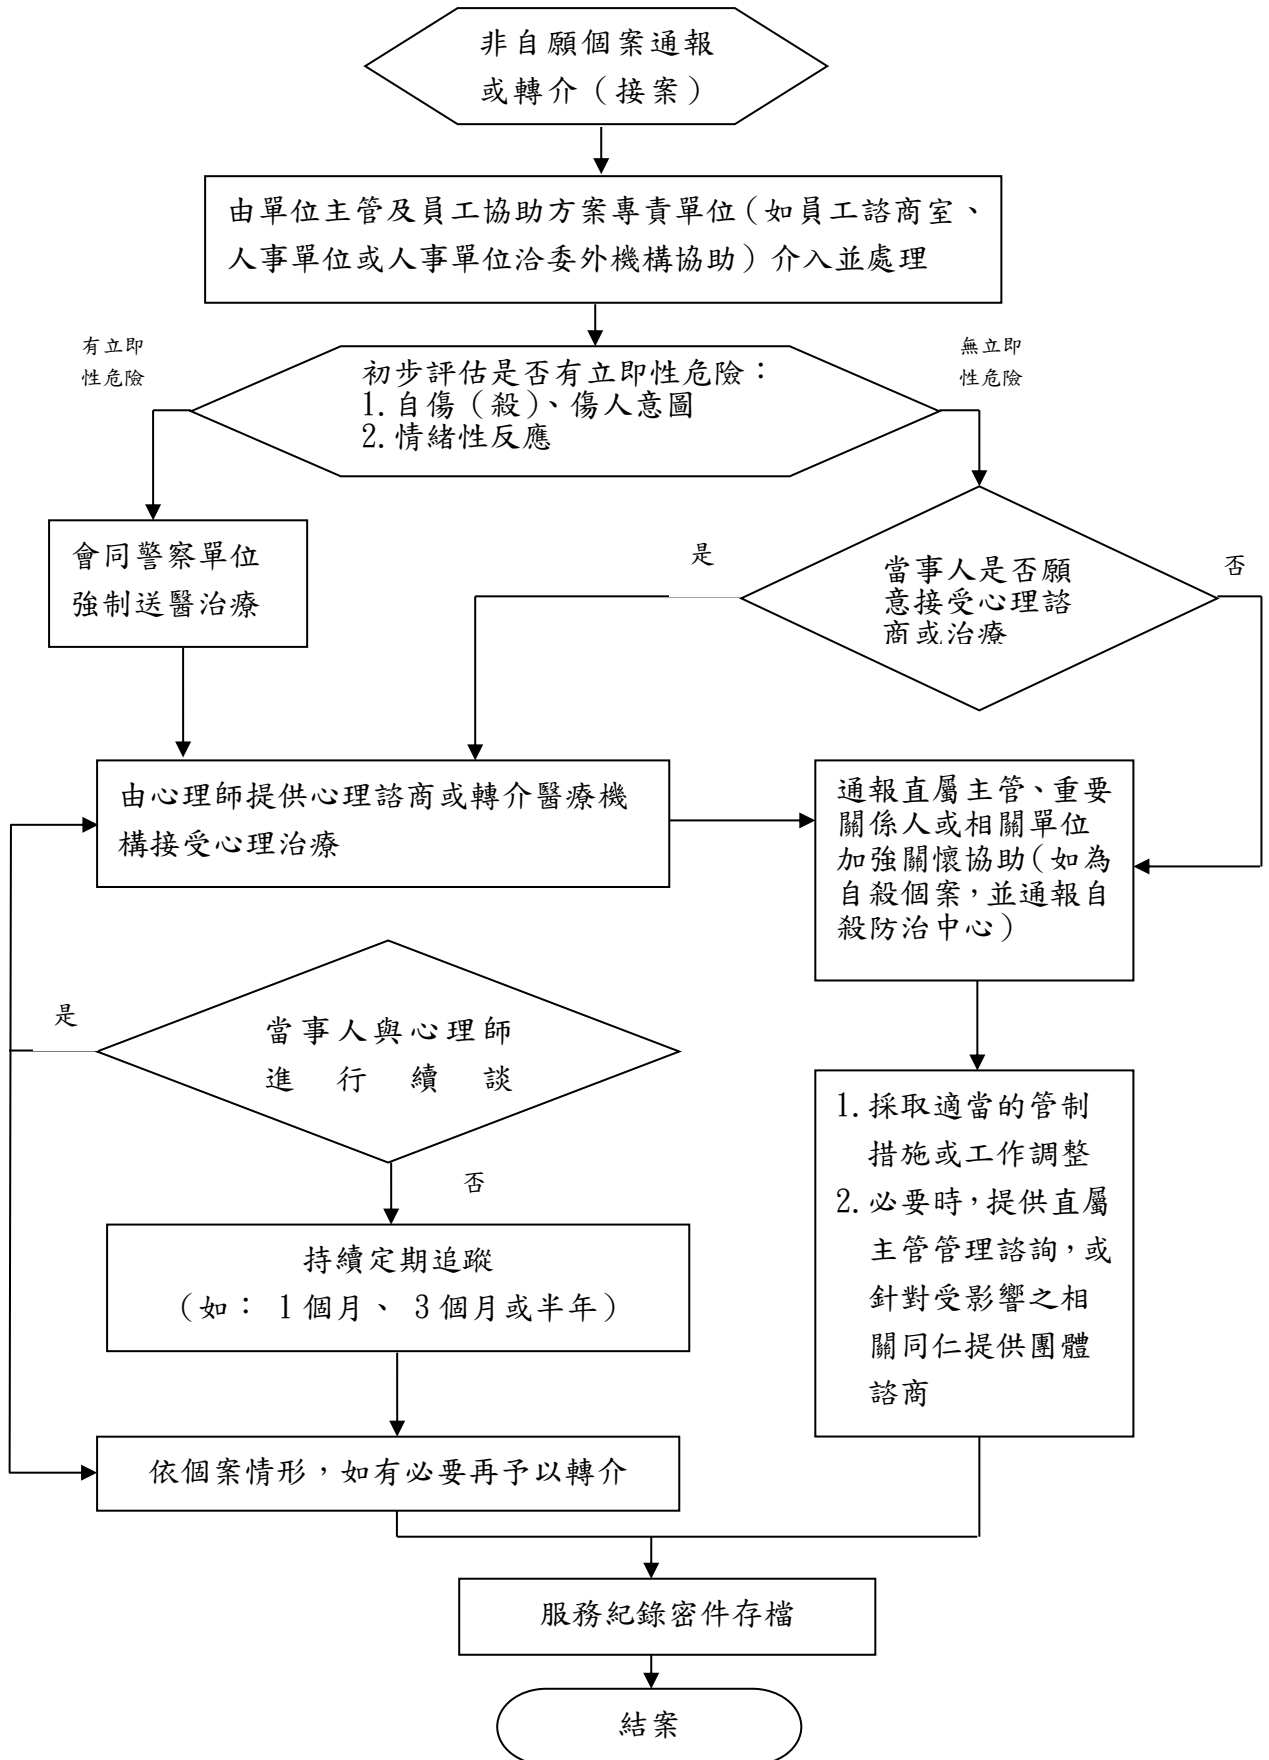 非自願個案通報
或轉介（接案）
由單位主管及員工協助方案專責單位（如員工諮商室、
人事單位或人事單位洽委外機構協助）介入並處理
有立即
性危險
初步評估是否有立即性危險：
1. 自傷（殺）、傷人意圖
2. 情緒性反應
無立即
性危險
會同警察單位
強制送醫治療
是
當事人是否願
意接受心理諮
商或治療
否
由心理師提供心理諮商或轉介醫療機
構接受心理治療
通報直屬主管、重要
關係人或相關單位
加強關懷協助（如為
自殺個案，並通報自
殺防治中心）
是
當事人與心理師
進行續談
否
1. 採取適當的管制
措施或工作調整
2. 必要時，提供直屬
主管管理諮詢，或
針對受影響之相
關同仁提供團體
諮商
持續定期追蹤
（如： 1個月、 3個月或半年）
依個案情形，如有必要再予以轉介
服務紀錄密件存檔
結案